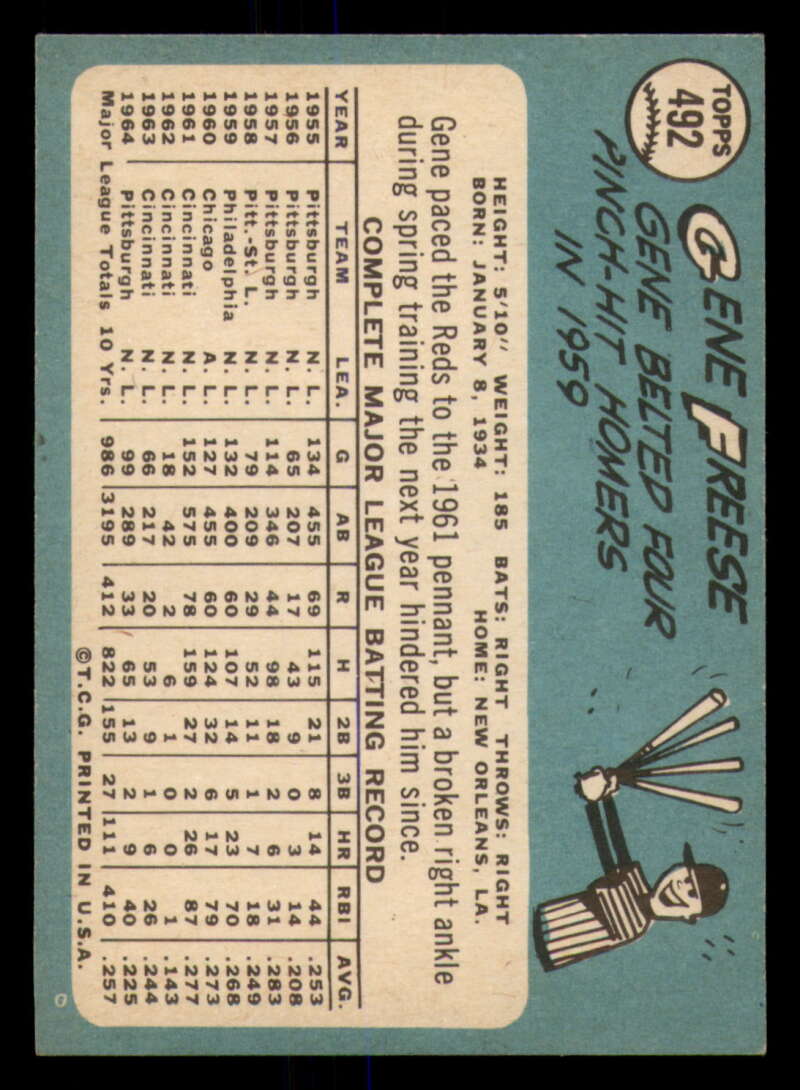 TOPPS
492
GENE FREESE
GENE BELTED FOUR
PINCH-HIT HOMERS
IN 1959
HEIGHT: 5'10" WEIGHT: 185 BATS: RIGHT THROWS: RIGHT
BORN: JANUARY 8, 1934 HOME: NEW ORLEANS, LA.
Gene paced the Reds to the 1961 pennant, but a broken right ankle
during spring training the next year hindered him since.
COMPLETE MAJOR LEAGUE BATTING RECORD
YEAR TEAM LEA. G AB R H 2B 3B HR RBI AVG.
1955 Pittsburgh N. L. 134 455 69 115 21 8 14 44 .253
1956 Pittsburgh N. L. 65 207 17 43 9 0 3 14 .208
1957 Pittsburgh N. L. 114 346 44 98 18 2 6 31 .283
1958 Pitt.-St. L. N. L. 79 209 29 52 11 1 7 18 .249
1959 Philadelphia N. L. 132 400 60 107 14 5 23 70 .268
1960 Chicago A. L. 127 455 60 124 32 6 17 79 .273
1961 Cincinnati N. L. 152 575 78 159 27 2 26 87 .277
1962 Cincinnati N. L. 18 42 2 6 1 0 0 1 .143
1963 Cincinnati N. L. 66 217 20 53 9 1 6 26 .244
1964 Pittsburgh N. L. 99 289 33 65 13 2 9 40 .225
Major League Totals 10 Yrs. 986 3195 412 822 155 27 111 410 .257
©T.C.G. PRINTED IN U.S.A.